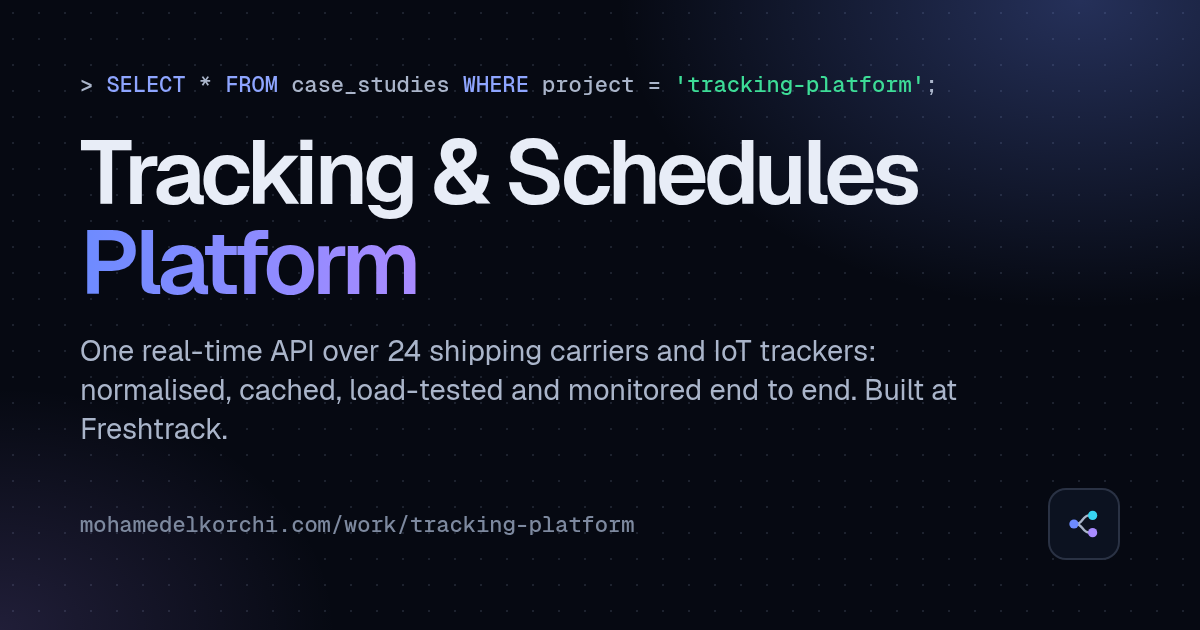 > SELECT * FROM case_studies WHERE project = 'tracking-platform';
Tracking & Schedules
Platform
One real-time API over 24 shipping carriers and IoT trackers:
normalised, cached, load-tested and monitored end to end. Built at
Freshtrack.
mohamedelkorchi.com/work/tracking-platform